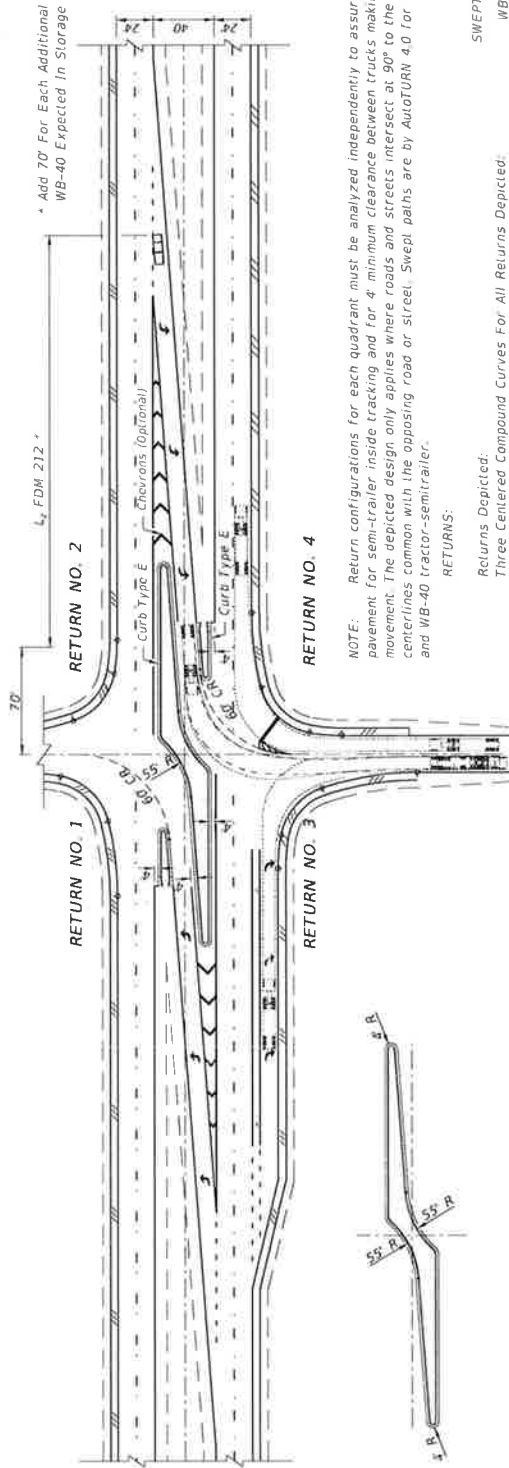 * Add 70' For Each Additional
WB-40 Expected In Storage
24
40
24
L₂ FDM 212 *
70'
RETURN NO. 1
RETURN NO. 2
Curb Type E
Chevrons (Optional)
60' CR
55' R
4'
4'
4'
4'
60' CR
Curb Type E
RETURN NO. 3
RETURN NO. 4
55' R
55' R
4' R
4' R
NOTE: Return configurations for each quadrant must be analyzed independently to assur
pavement for semi-trailer inside tracking and for 4' minimum clearance between trucks makin
movement. The depicted design only applies where roads and streets intersect at 90° to the
centerlines common with the opposing road or street. Swept paths are by AutoTURN 4.0 for
and WB-40 tractor-semitrailer.
RETURNS:
SWEPT
Returns Depicted:
Three Centered Compound Curves For All Returns Depicted:
WB